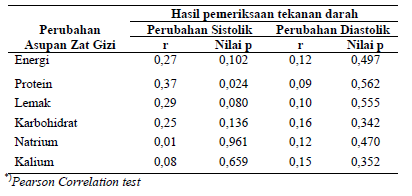 Perubahan Asupan Zat Gizi Hasil pemeriksaan tekanan darah
Perubahan Sistolik Perubahan Diastolik
r Nilai p r Nilai p
Energi 0,27 0,102 0,12 0,497
Protein 0,37 0,024 0,09 0,562
Lemak 0,29 0,080 0,10 0,555
Karbohidrat 0,25 0,136 0,16 0,342
Natrium 0,01 0,961 0,12 0,470
Kalium 0,08 0,659 0,15 0,352
*)Pearson Correlation test